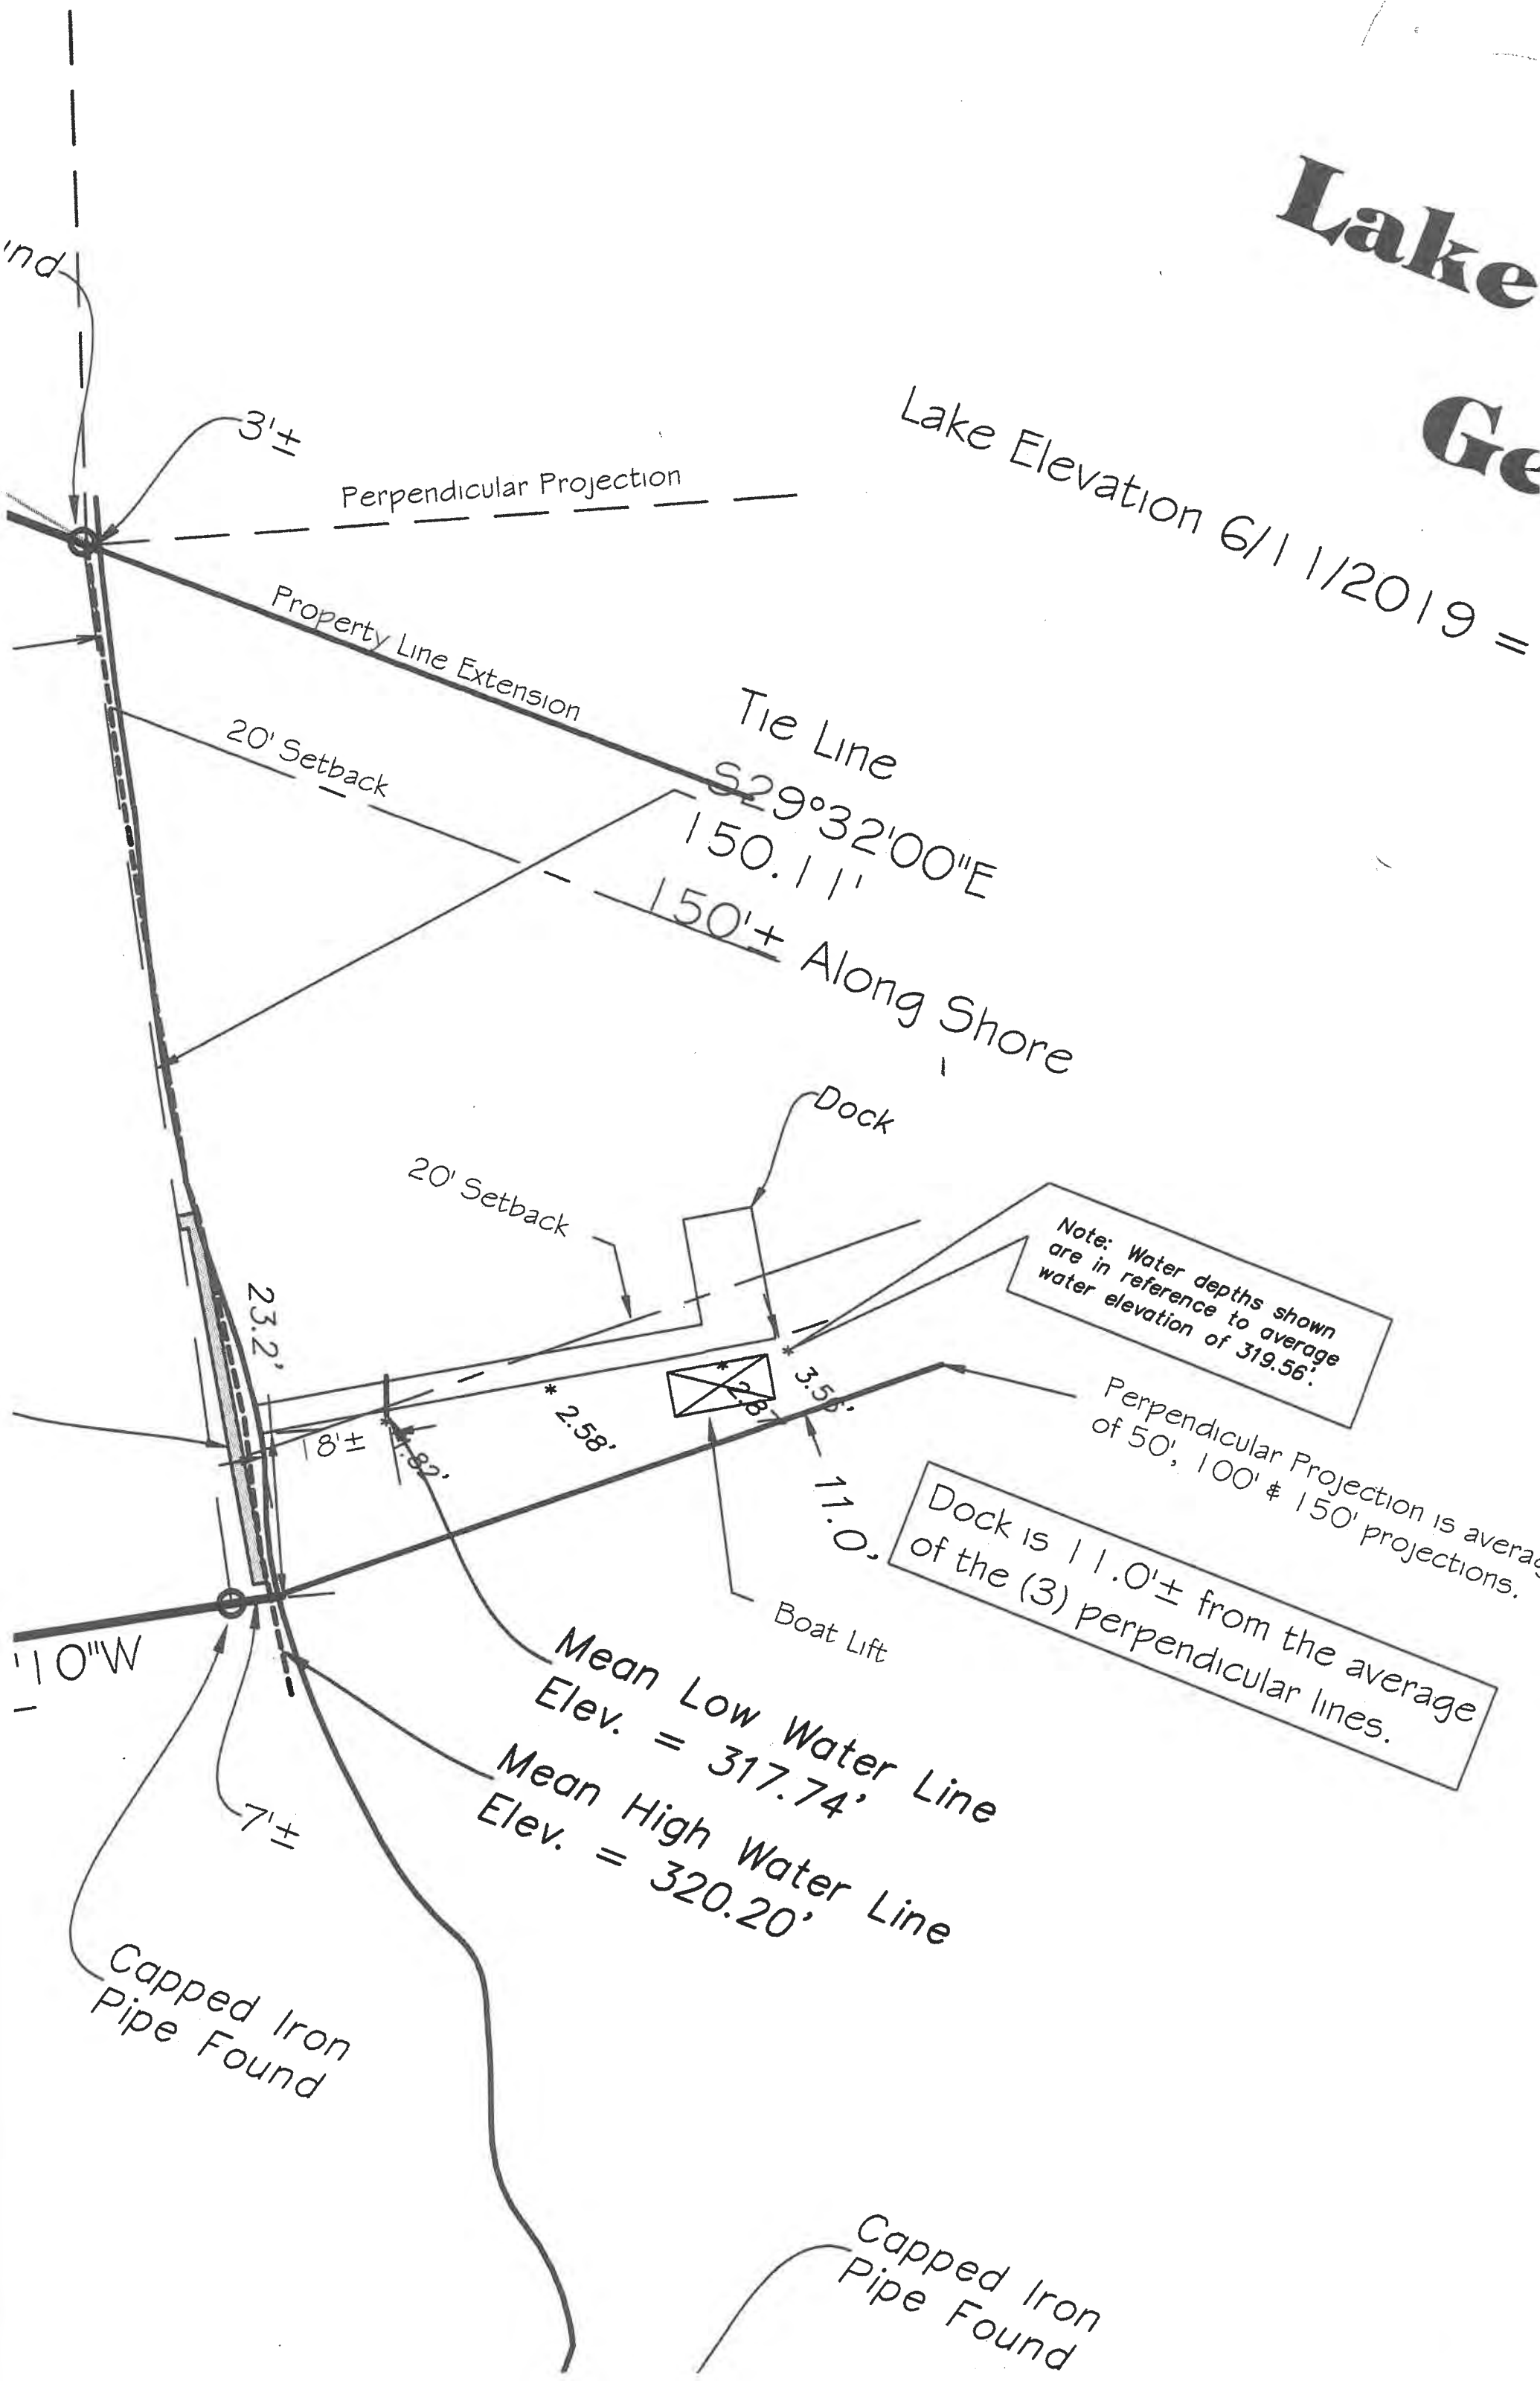 Lake
Ge
'nd
3'±
Perpendicular Projection
Lake Elevation 6/11/2019 =
Property Line Extension
20' Setback
Tie Line
S29°32'00"E
150.11'
150'± Along Shore
Dock
20' Setback
Note: Water depths shown
are in reference to average
water elevation of 319.56'.
23.2'
18'±
1.82'
2.58'
3.56'
Perpendicular Projection is averag
of 50', 100' & 150' projections.
11.0'
Dock is 11.0'± from the average
of the (3) perpendicular lines.
Boat Lift
'10"W
Mean Low Water Line
Elev. = 317.74'
Mean High Water Line
Elev. = 320.20'
7'±
Capped Iron
Pipe Found
Capped Iron
Pipe Found